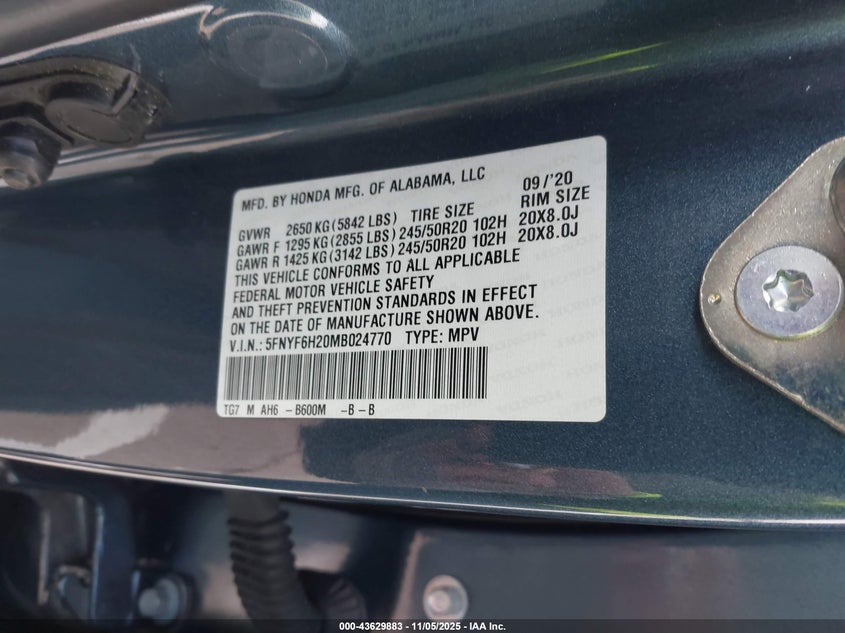 MFD. BY HONDA MFG. OF ALABAMA, LLC 09/'20
GVWR 2650 KG (5842 LBS) TIRE SIZE RIM SIZE
GAWR F 1295 KG (2855 LBS) 245/50R20 102H 20X8.0J
GAWR R 1425 KG (3142 LBS) 245/50R20 102H 20X8.0J
THIS VEHICLE CONFORMS TO ALL APPLICABLE
FEDERAL MOTOR VEHICLE SAFETY
AND THEFT PREVENTION STANDARDS IN EFFECT
ON THE DATE OF MANUFACTURE SHOWN ABOVE.
V.I.N.: 5FNYF6H20MB024770 TYPE: MPV
TG7 M AH6 -B600M -B-B
000-43629883 - 11/05/2025 - IAA Inc.